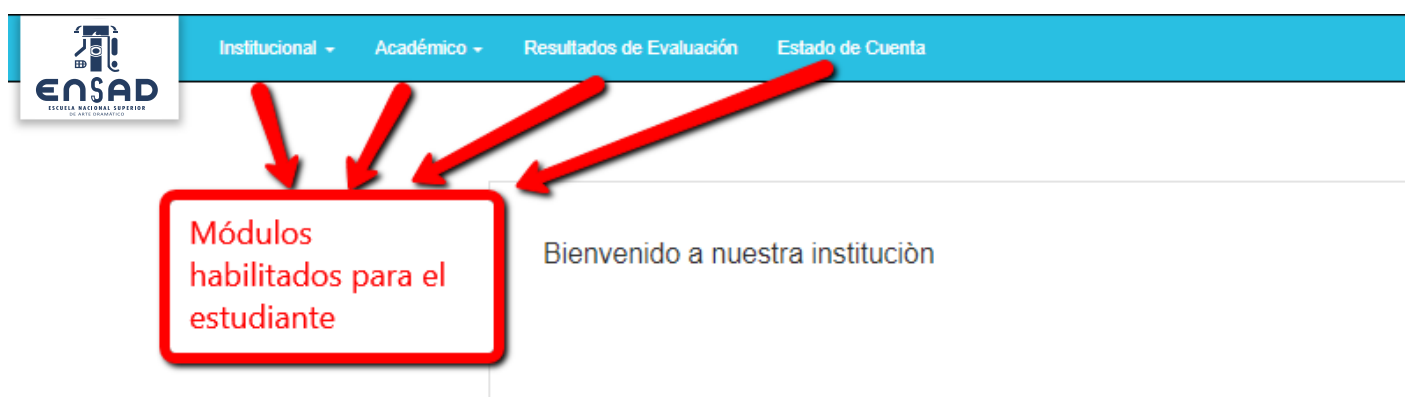 Institucional Académico Resultados de Evaluación Estado de Cuenta
ENSAD
ESCUELA NACIONAL SUPERIOR
DE ARTE DRAMÁTICO
Módulos
habilitados para el
estudiante
Bienvenido a nuestra instituciòn